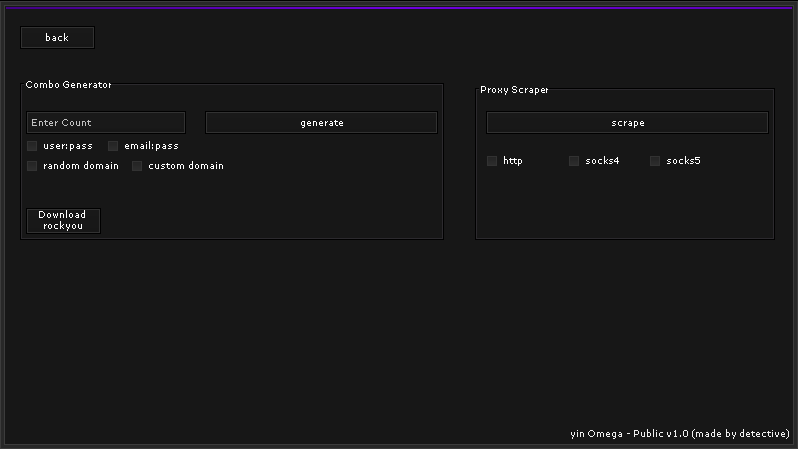 back
Combo Generator
Enter Count
generate
user:pass
email:pass
random domain
custom domain
Download
rockyou
Proxy Scraper
scrape
http
socks4
socks5
yin Omega - Public v1.0 (made by detective)